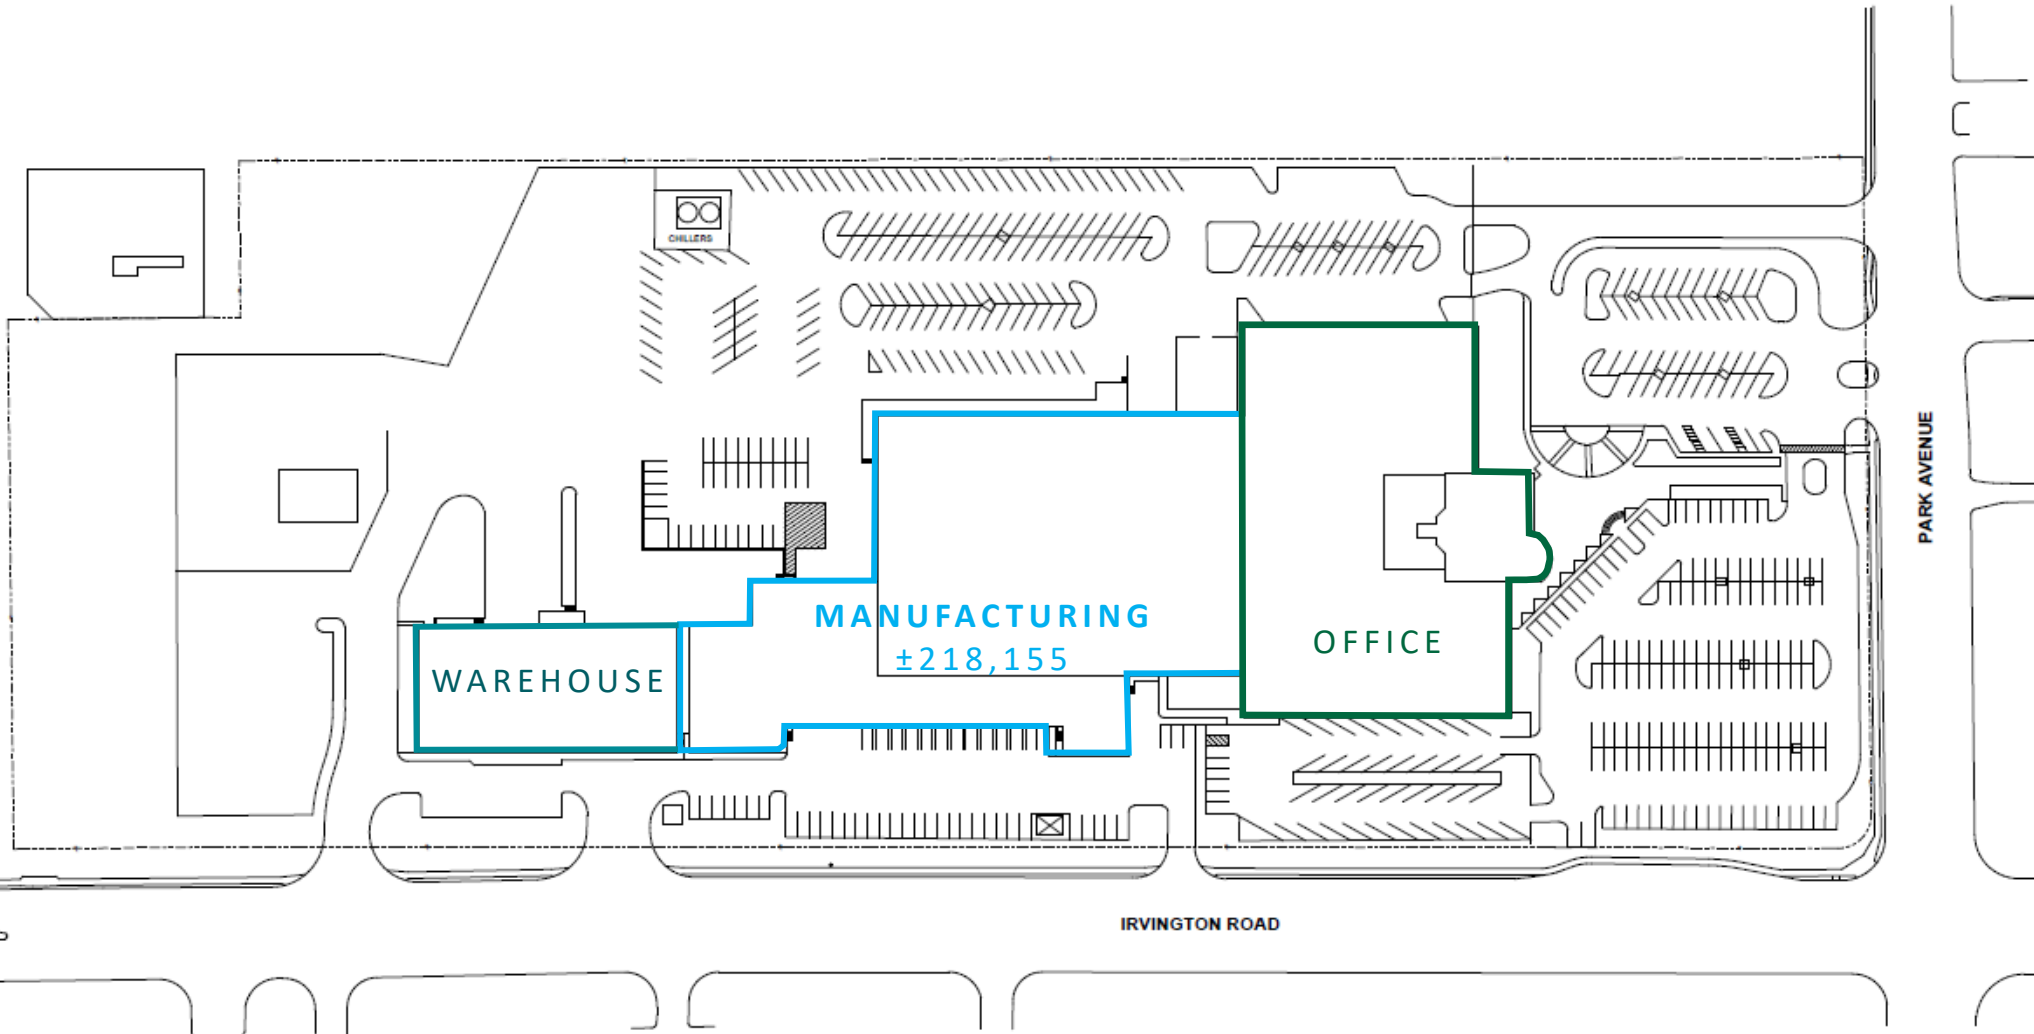 CHILLERS
PARK AVENUE
MANUFACTURING
±218,155
OFFICE
WAREHOUSE
IRVINGTON ROAD